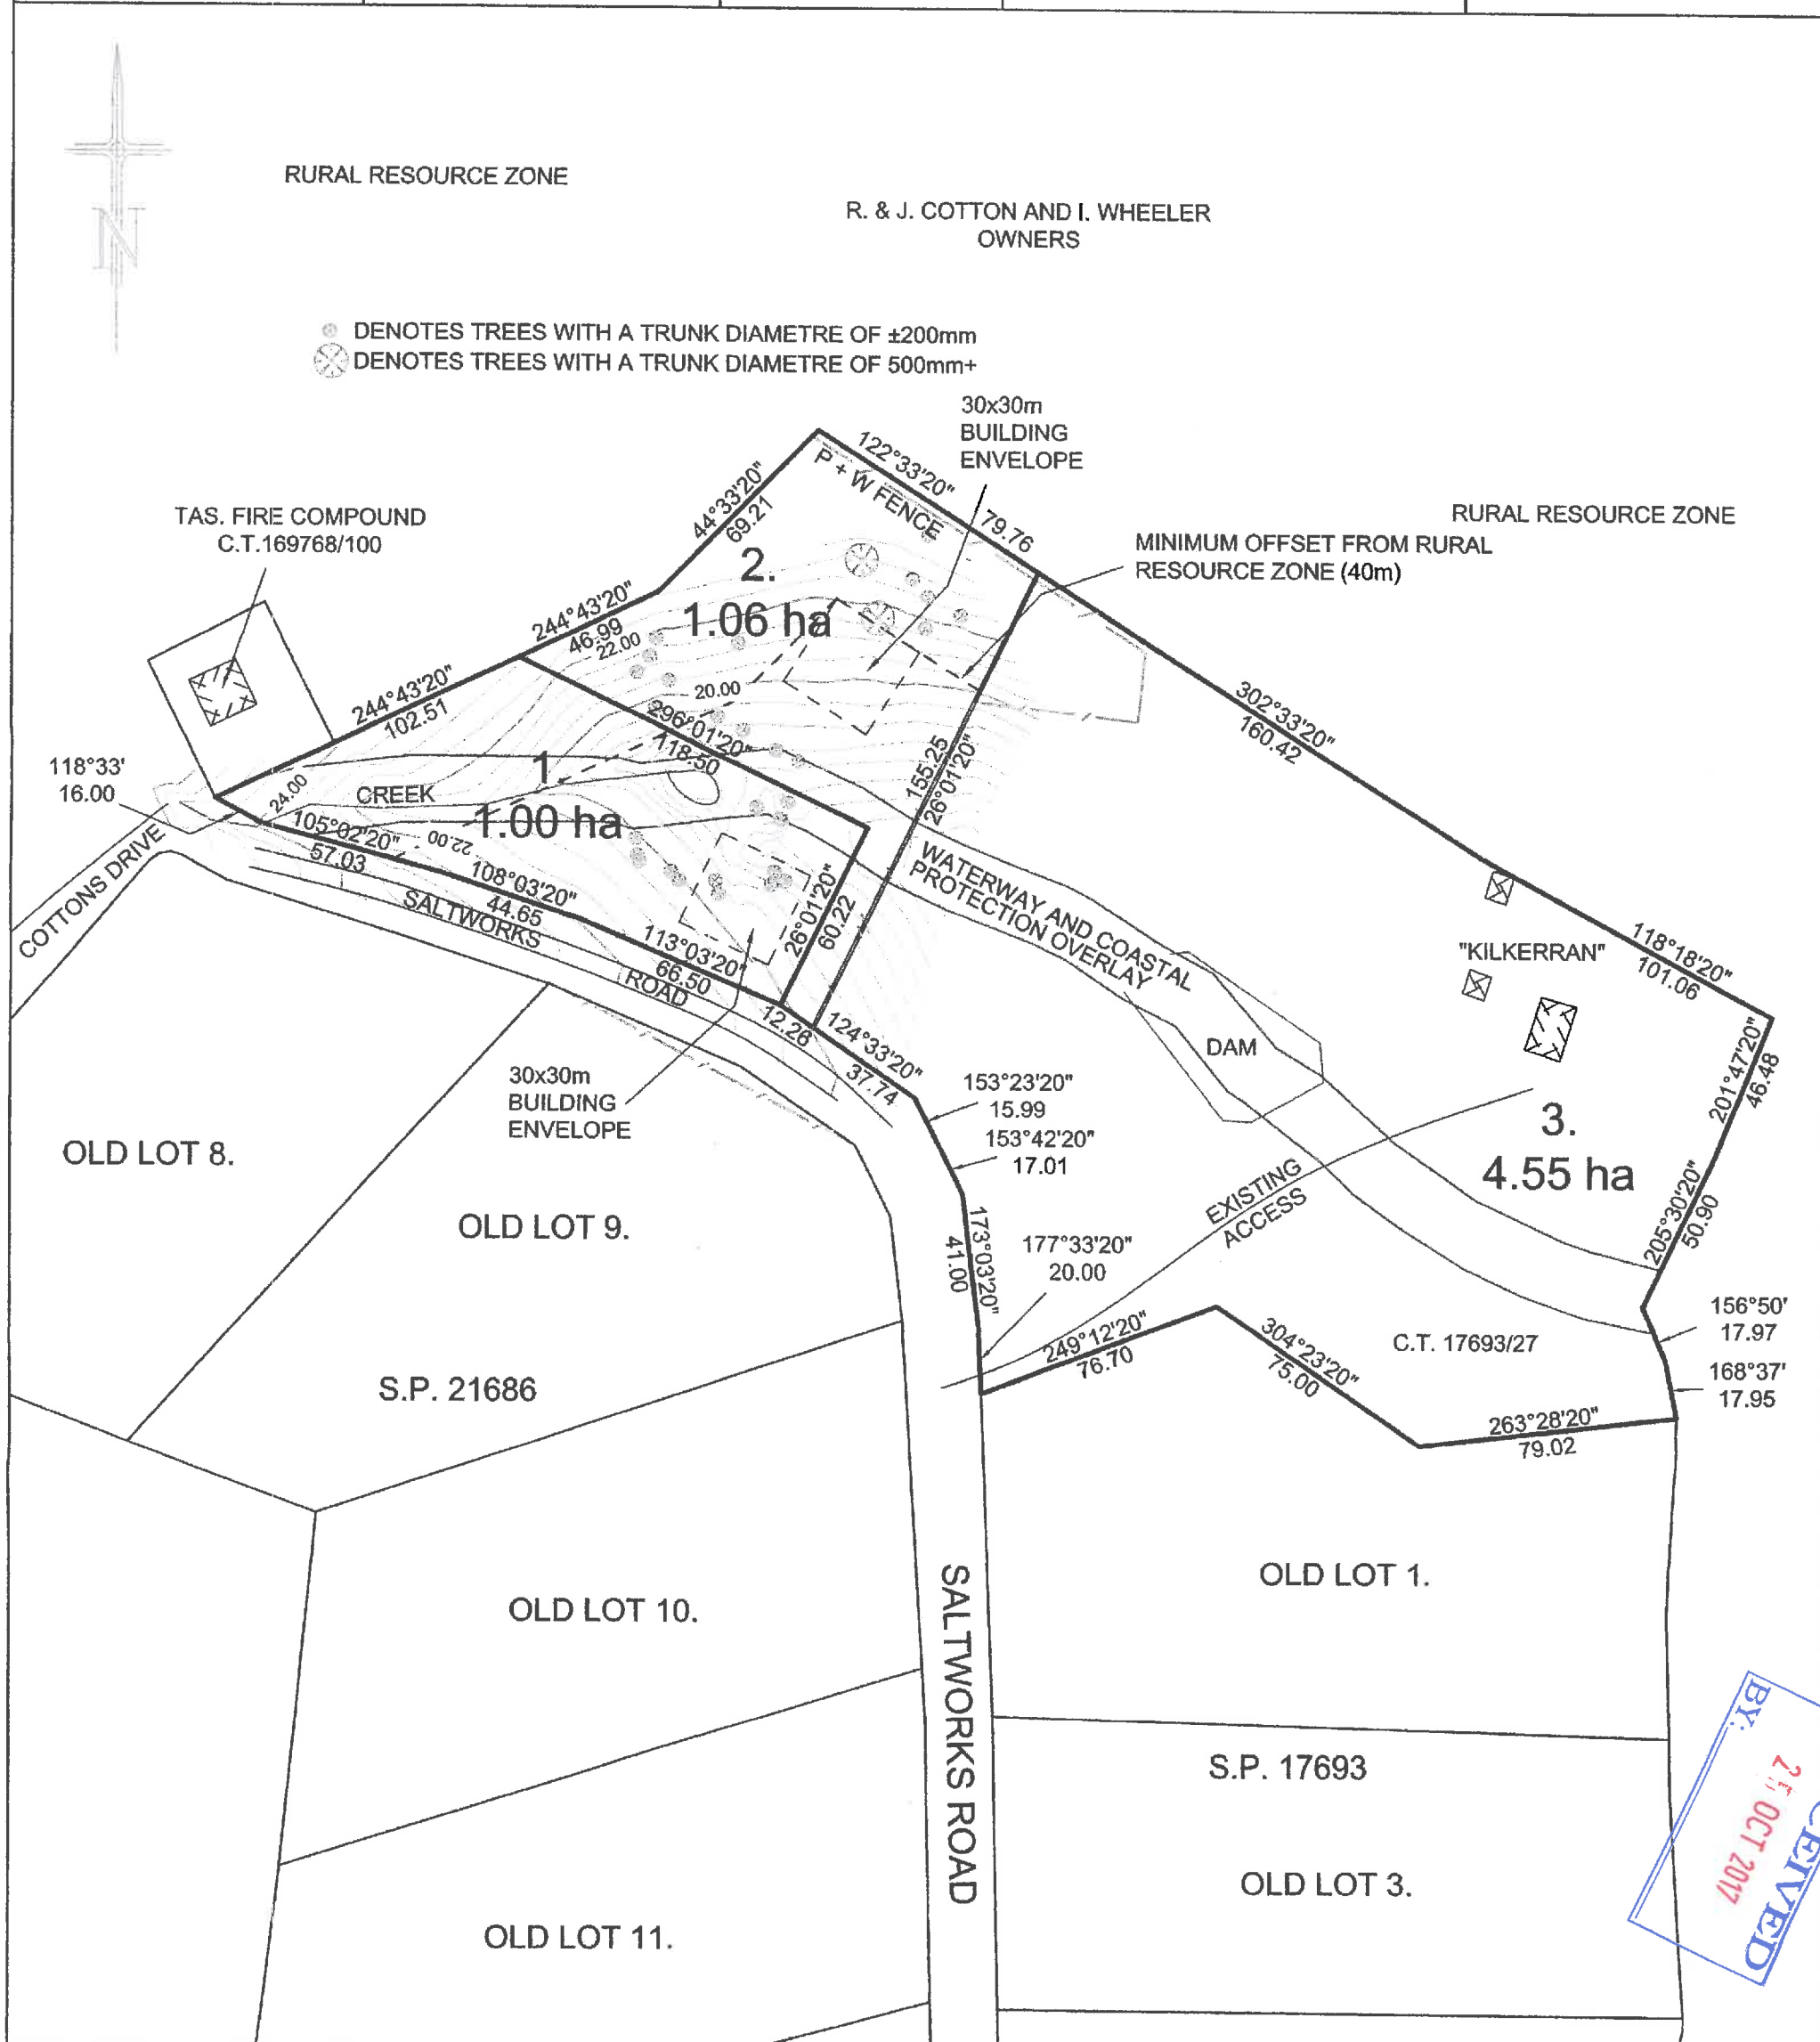 N
RURAL RESOURCE ZONE
R. & J. COTTON AND I. WHEELER
OWNERS
DENOTES TREES WITH A TRUNK DIAMETRE OF ±200mm
DENOTES TREES WITH A TRUNK DIAMETRE OF 500mm+
30x30m
BUILDING
ENVELOPE
122°33'20"
79.76
P + W FENCE
44°33'20"
69.21
TAS. FIRE COMPOUND
C.T.169768/100
RURAL RESOURCE ZONE
MINIMUM OFFSET FROM RURAL
RESOURCE ZONE (40m)
2.
1.06 ha
244°43'20"
46.99
22.00
20.00
244°43'20"
102.51
296°01'20"
118.50
302°33'20"
160.42
155.25
26°01'20"
118°33'
16.00
24.00
CREEK
1.
1.00 ha
105°02'20"
57.03
22.00
108°03'20"
44.65
COTTONS DRIVE
SALTWORKS
ROAD
113°03'20"
66.50
26°01'20"
60.22
WATERWAY AND COASTAL
PROTECTION OVERLAY
"KILKERRAN"
118°18'20"
101.06
12.26
124°33'20"
37.74
DAM
30x30m
BUILDING
ENVELOPE
153°23'20"
15.99
153°42'20"
17.01
201°47'20"
46.48
3.
4.55 ha
OLD LOT 8.
OLD LOT 9.
EXISTING
ACCESS
205°30'20"
50.90
173°03'20"
41.00
177°33'20"
20.00
249°12'20"
76.70
304°23'20"
75.00
C.T. 17693/27
156°50'
17.97
168°37'
17.95
263°28'20"
79.02
S.P. 21686
OLD LOT 1.
OLD LOT 10.
SALTWORKS ROAD
S.P. 17693
OLD LOT 3.
OLD LOT 11.
CEIVED
OCT 2017
BY: